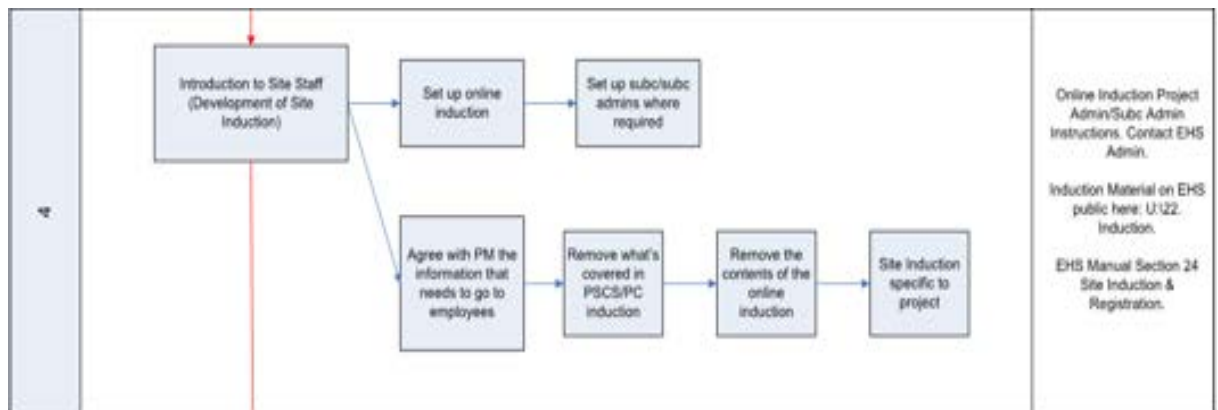 4
Introduction to Site Staff
(Development of Site
Induction)
Set up online
induction
Set up subc/subc
admins where
required
Agree with PM the
information that
needs to go to
employees
Remove what's
covered in
PSCS/PC
induction
Remove the
contents of the
online
induction
Site Induction
specific to
project
Online Induction Project
Admin/Subc Admin
Instructions. Contact EHS
Admin.
Induction Material on EHS
public here: U:\22.
Induction.
EHS Manual Section 24
Site Induction &
Registration.